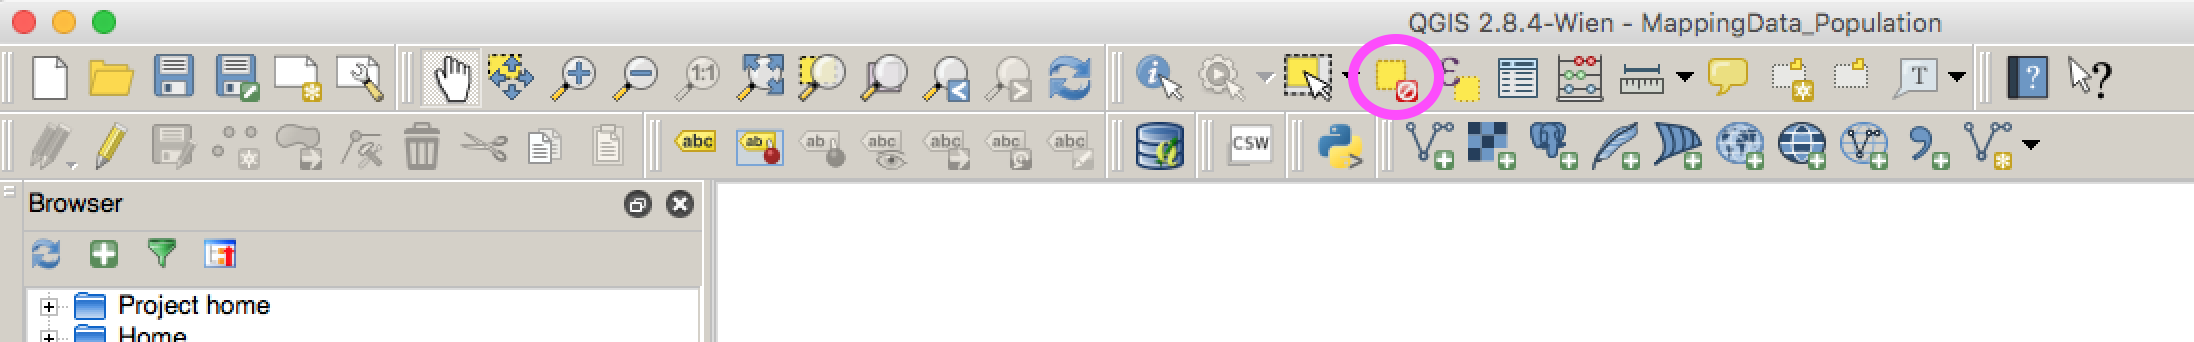 QGIS 2.8.4-Wien - MappingData_Population
1:1
i
ε
T
?
?
abc
ab
ab
abc
abc
abc
abc
CSW
Browser
Project home
Home